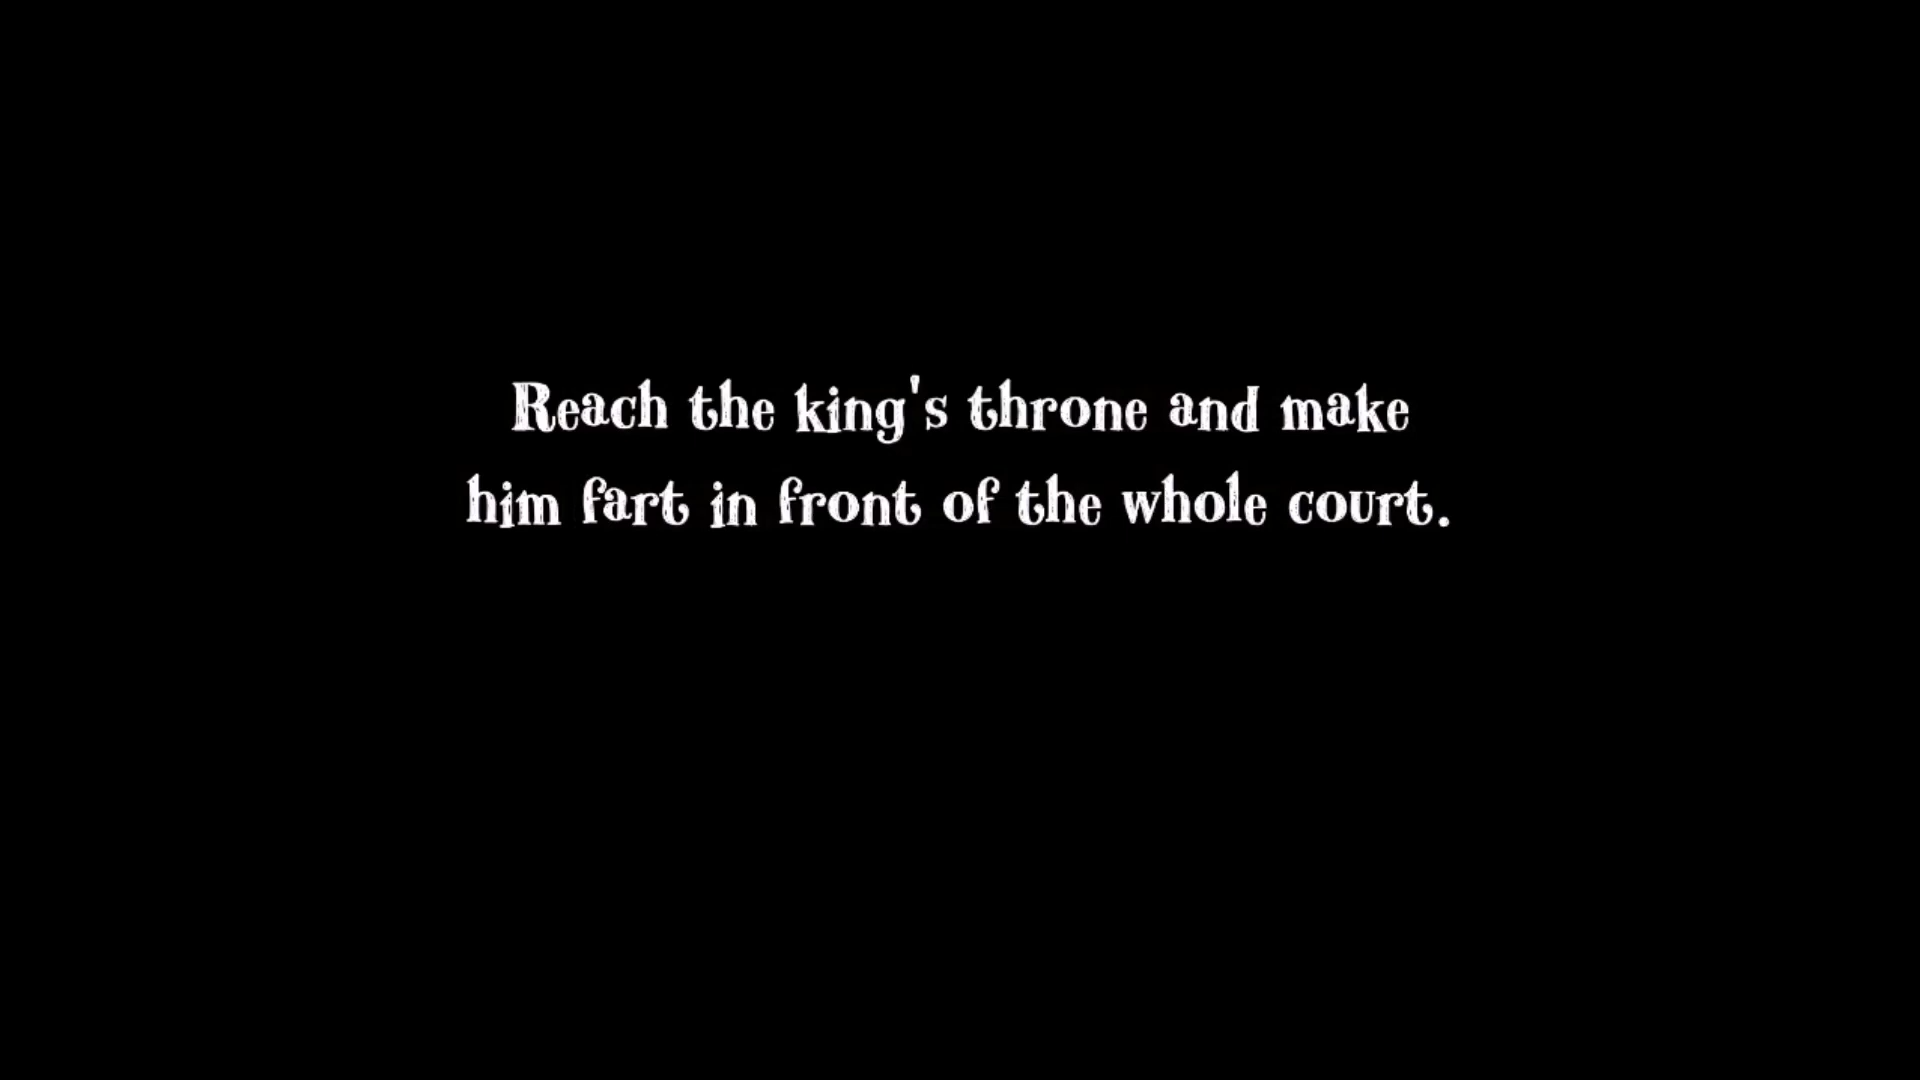 Reach the king's throne and make
him fart in front of the whole court.